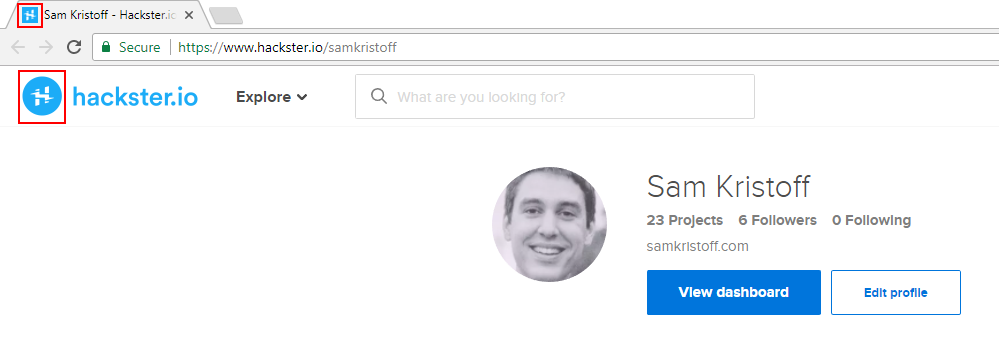 Sam Kristoff - Hackster.io
Secure https://www.hackster.io/samkristoff
hackster.io Explore What are you looking for?
Sam Kristoff
23 Projects 6 Followers 0 Following
samkristoff.com
View dashboard Edit profile